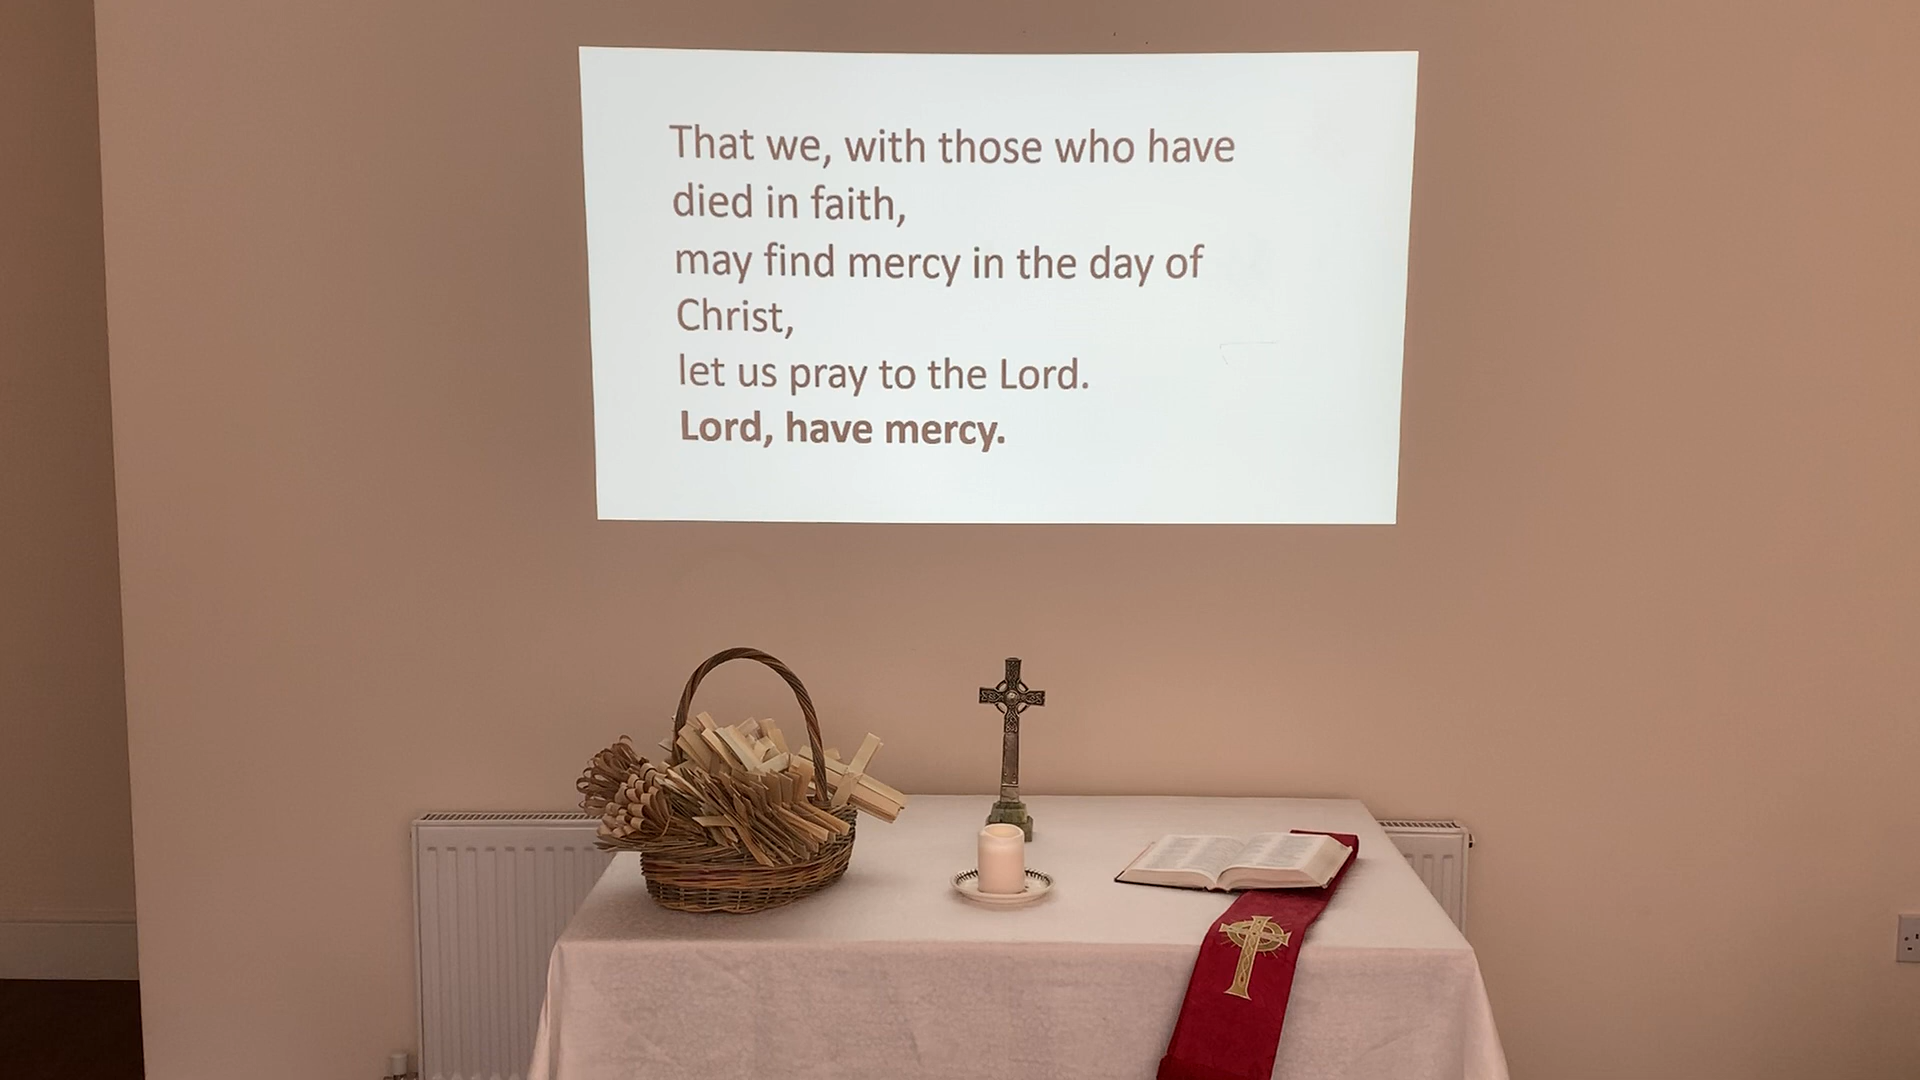 That we, with those who have
died in faith,
may find mercy in the day of
Christ,
let us pray to the Lord.
Lord, have mercy.